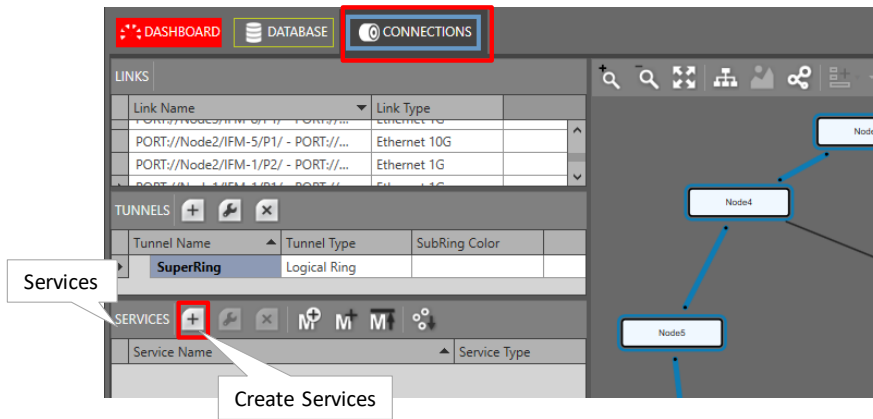 DASHBOARD DATABASE CONNECTIONS
LINKS
Link Name Link Type
PORT://Node2/IFM-5/P1/ - PORT://... Ethernet 10G
PORT://Node2/IFM-1/P2/ - PORT://... Ethernet 1G
Node4
TUNNELS
Tunnel Name Tunnel Type SubRing Color
SuperRing Logical Ring
Services
SERVICES
Node5
Service Name Service Type
Create Services